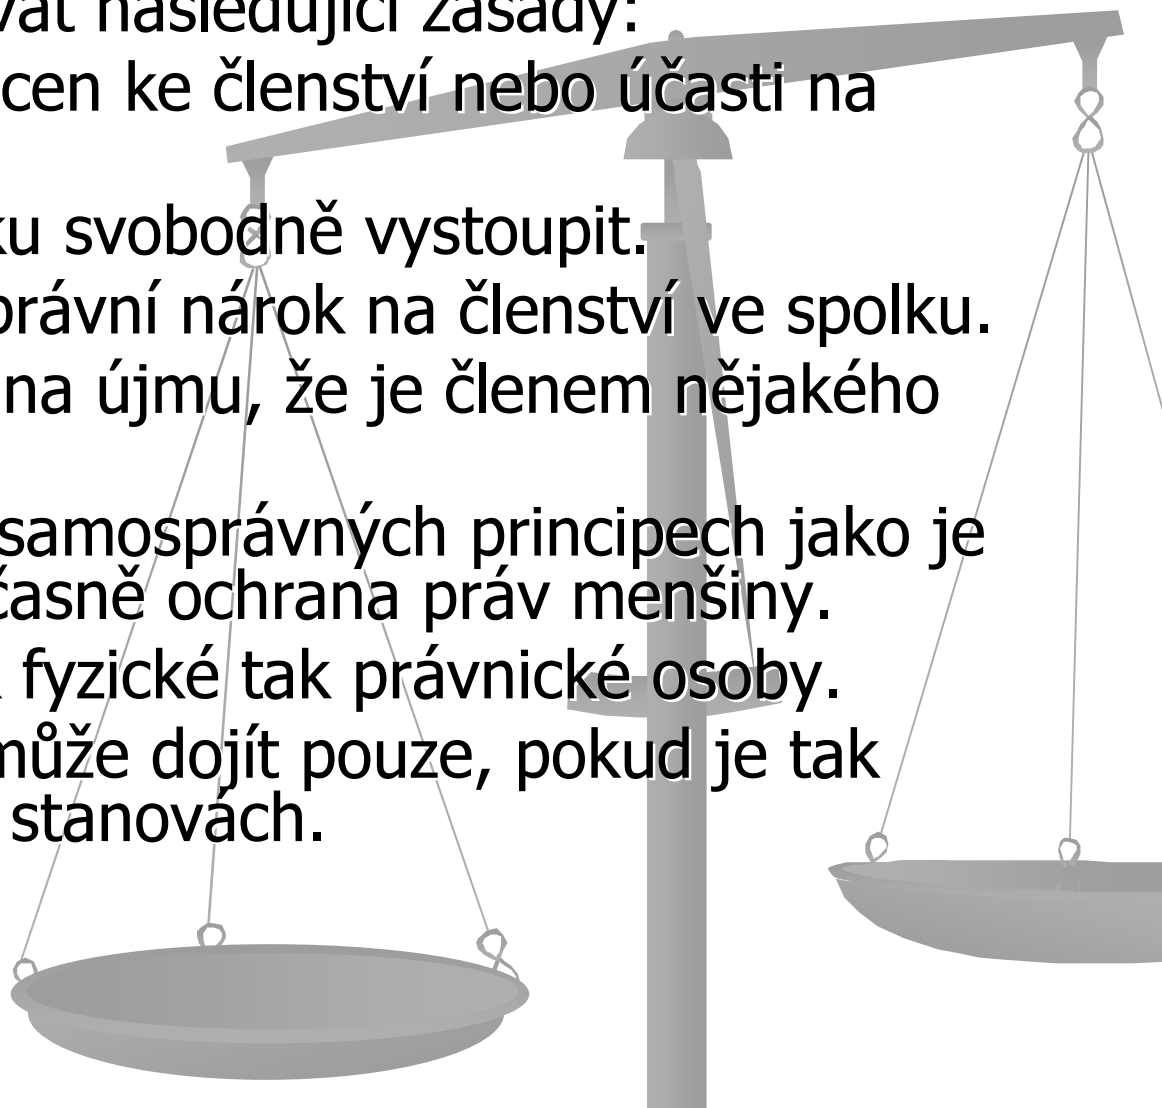 vat následující zásady:
cen ke členství nebo účasti na
ku svobodně vystoupit.
právní nárok na členství ve spolku.
na újmu, že je členem nějakého
samosprávných principech jako je
časně ochrana práv menšiny.
fyzické tak právnické osoby.
může dojít pouze, pokud je tak
stanovách.